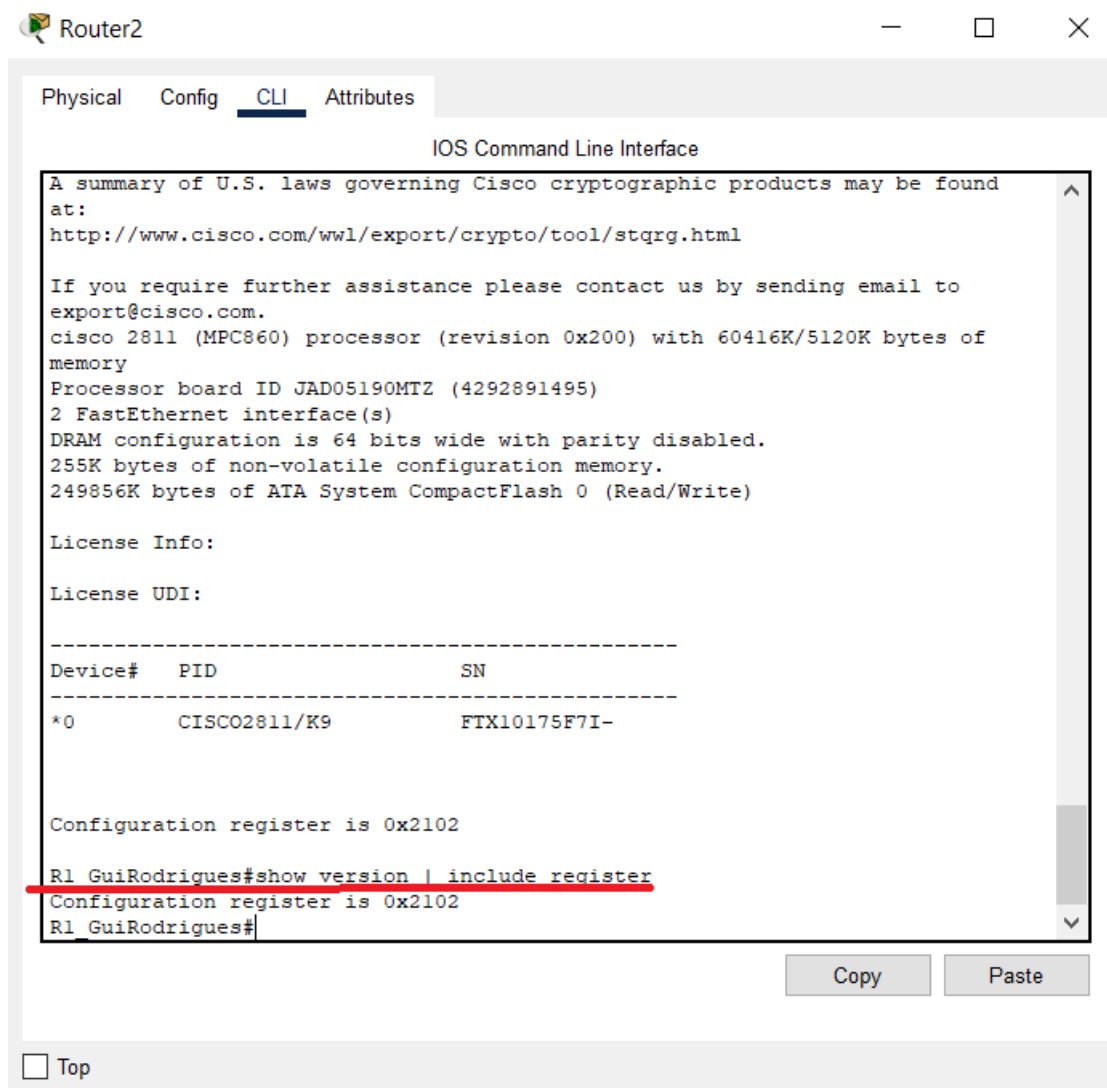 Router2
Physical Config CLI Attributes
IOS Command Line Interface
A summary of U.S. laws governing Cisco cryptographic products may be found
at:
http://www.cisco.com/wwl/export/crypto/tool/stqrg.html
If you require further assistance please contact us by sending email to
export@cisco.com.
cisco 2811 (MPC860) processor (revision 0x200) with 60416K/5120K bytes of
memory
Processor board ID JAD05190MTZ (4292891495)
2 FastEthernet interface(s)
DRAM configuration is 64 bits wide with parity disabled.
255K bytes of non-volatile configuration memory.
249856K bytes of ATA System CompactFlash 0 (Read/Write)
License Info:
License UDI:
-------------------------------------------------
Device# PID SN
-------------------------------------------------
*0 CISCO2811/K9 FTX10175F7I-
Configuration register is 0x2102
R1_GuiRodrigues#show version | include register
Configuration register is 0x2102
R1_GuiRodrigues#
Copy Paste
Top